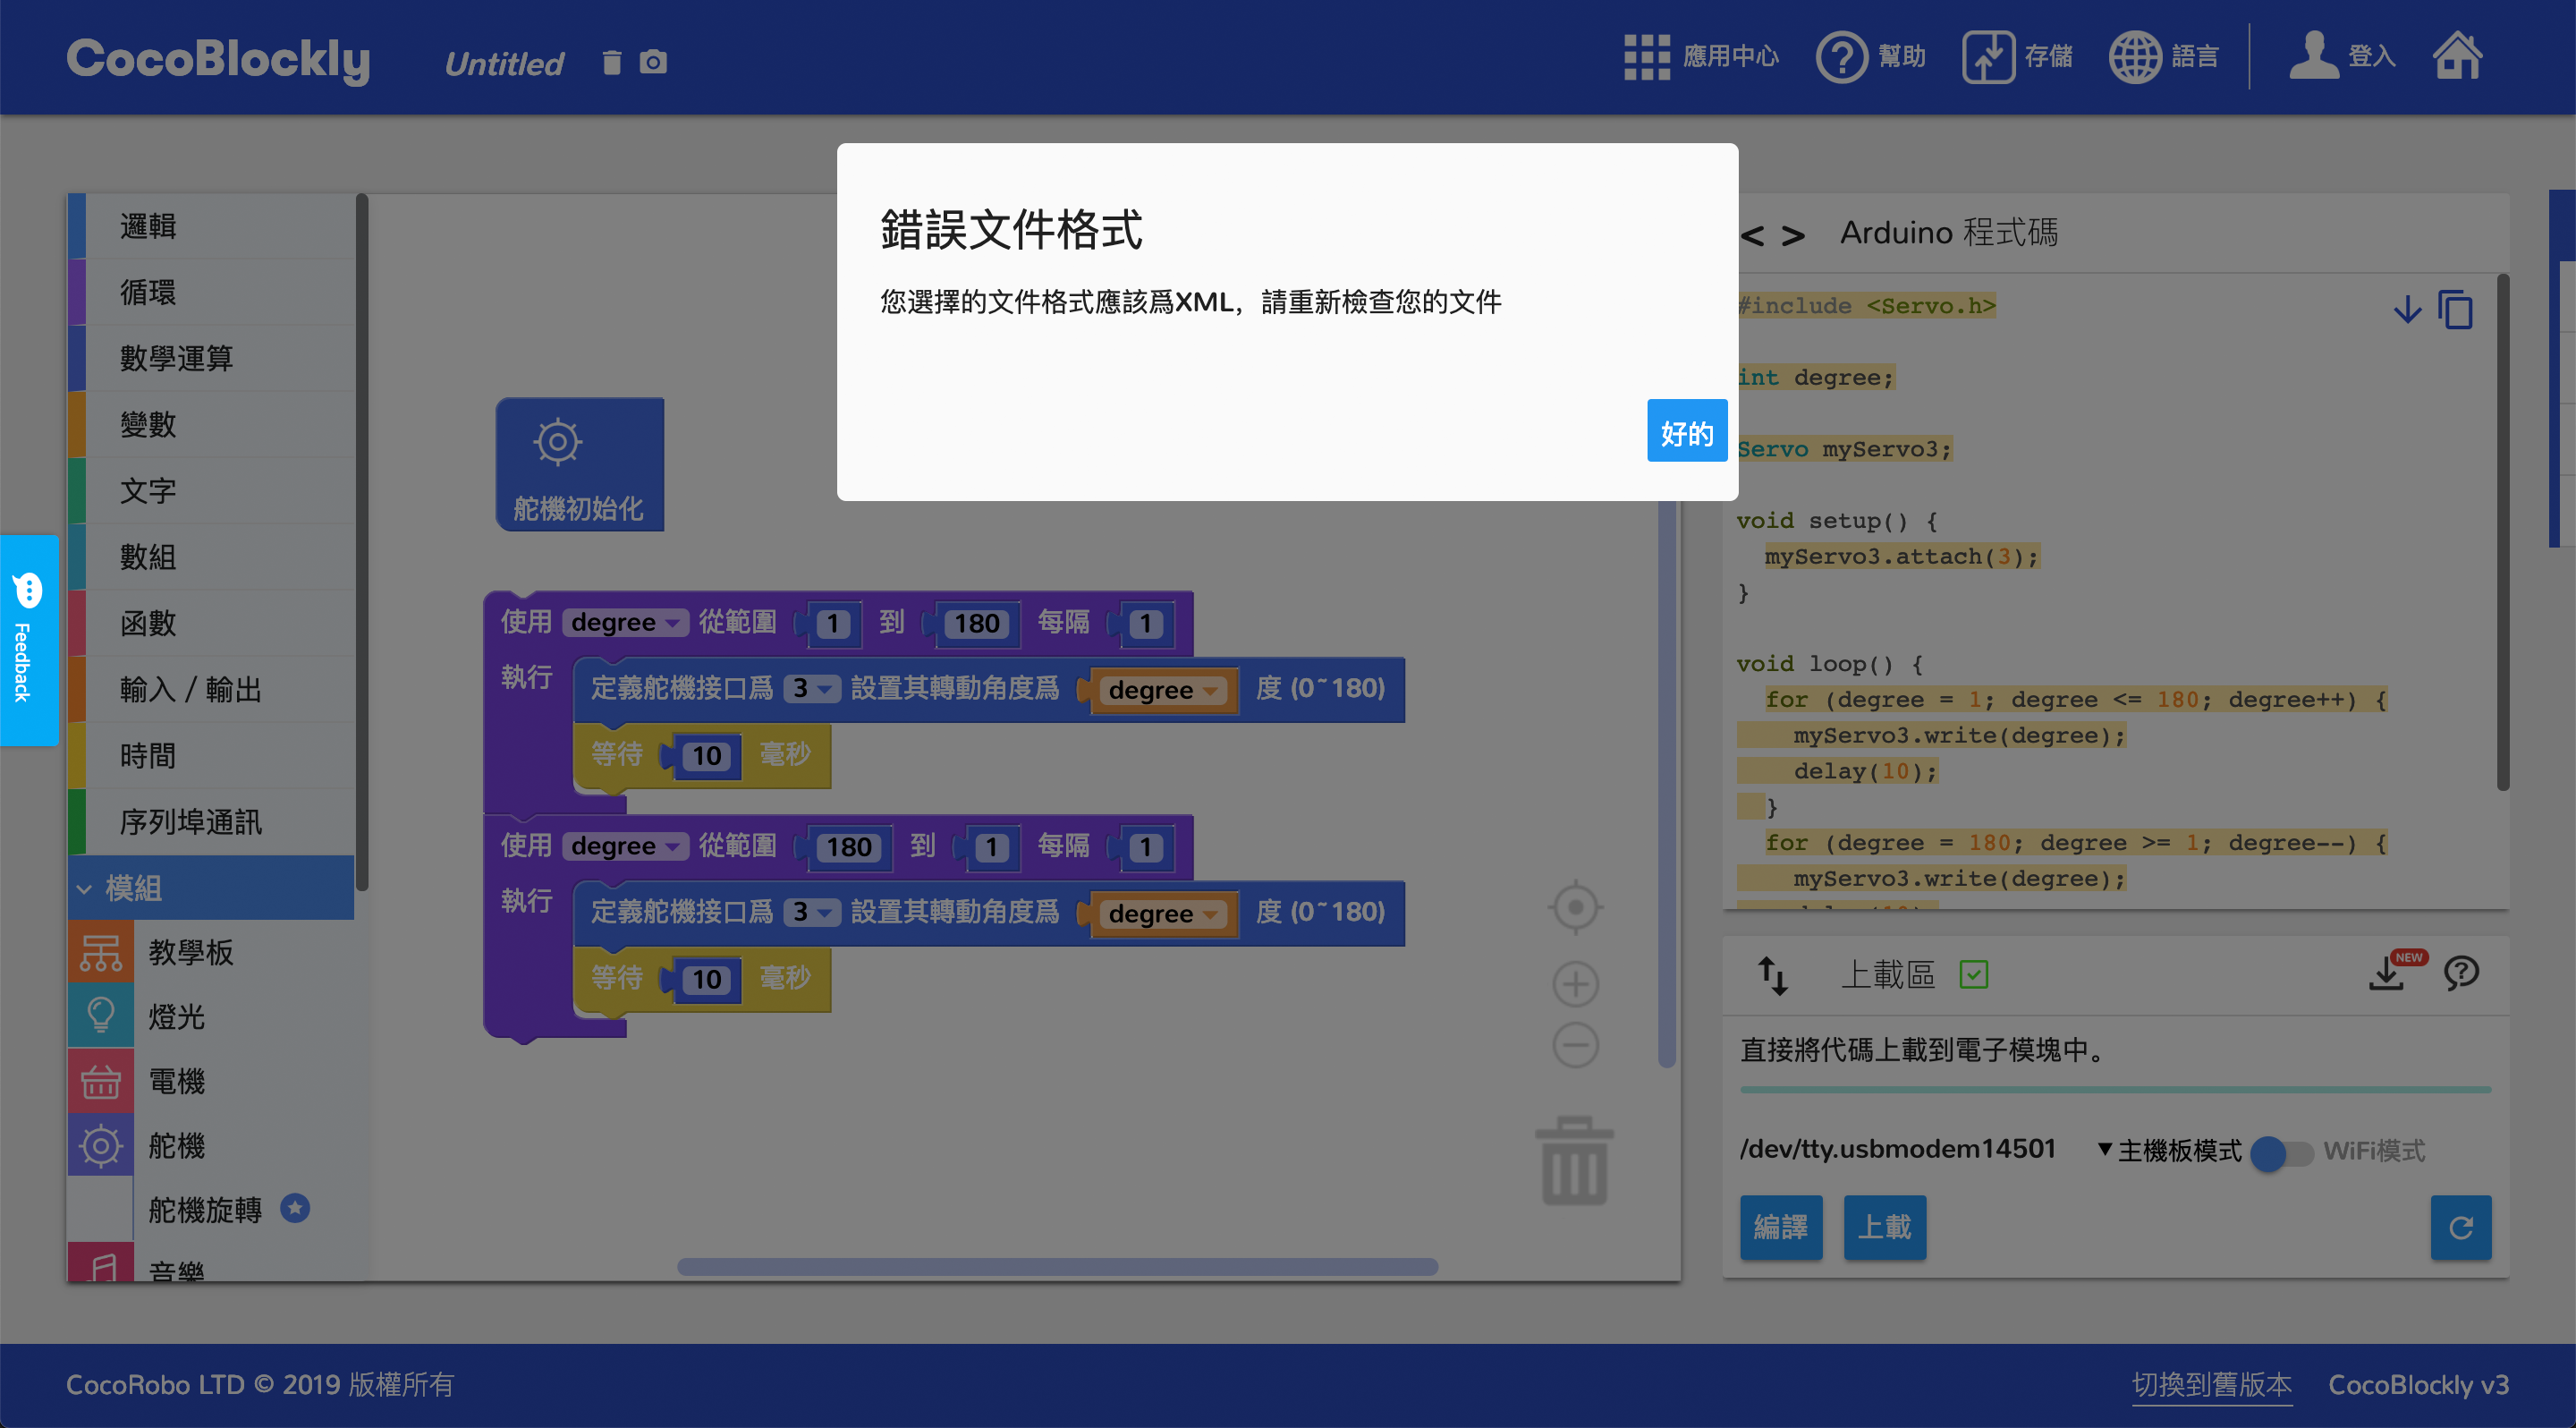 CocoBlockly
Untitled
應用中心
幫助
存儲
語言
登入
錯誤文件格式
您選擇的文件格式應該爲XML，請重新檢查您的文件
好的
邏輯
循環
數學運算
變數
文字
數組
函數
輸入 / 輸出
時間
序列埠通訊
模組
教學板
燈光
電機
舵機
舵機旋轉
音樂
Feedback
舵機初始化
使用 degree 從範圍 1 到 180 每隔 1
執行 定義舵機接口爲 3 設置其轉動角度爲 degree 度 (0~180)
等待 10 毫秒
使用 degree 從範圍 180 到 1 每隔 1
執行 定義舵機接口爲 3 設置其轉動角度爲 degree 度 (0~180)
等待 10 毫秒
< > Arduino 程式碼
#include <Servo.h>
int degree;
Servo myServo3;
void setup() {
myServo3.attach(3);
}
void loop() {
for (degree = 1; degree <= 180; degree++) {
myServo3.write(degree);
delay(10);
}
for (degree = 180; degree >= 1; degree--) {
myServo3.write(degree);
上載區
NEW
直接將代碼上載到電子模塊中。
/dev/tty.usbmodem14501 ▼ 主機板模式 WiFi模式
編譯 上載
CocoRobo LTD © 2019 版權所有
切換到舊版本
CocoBlockly v3